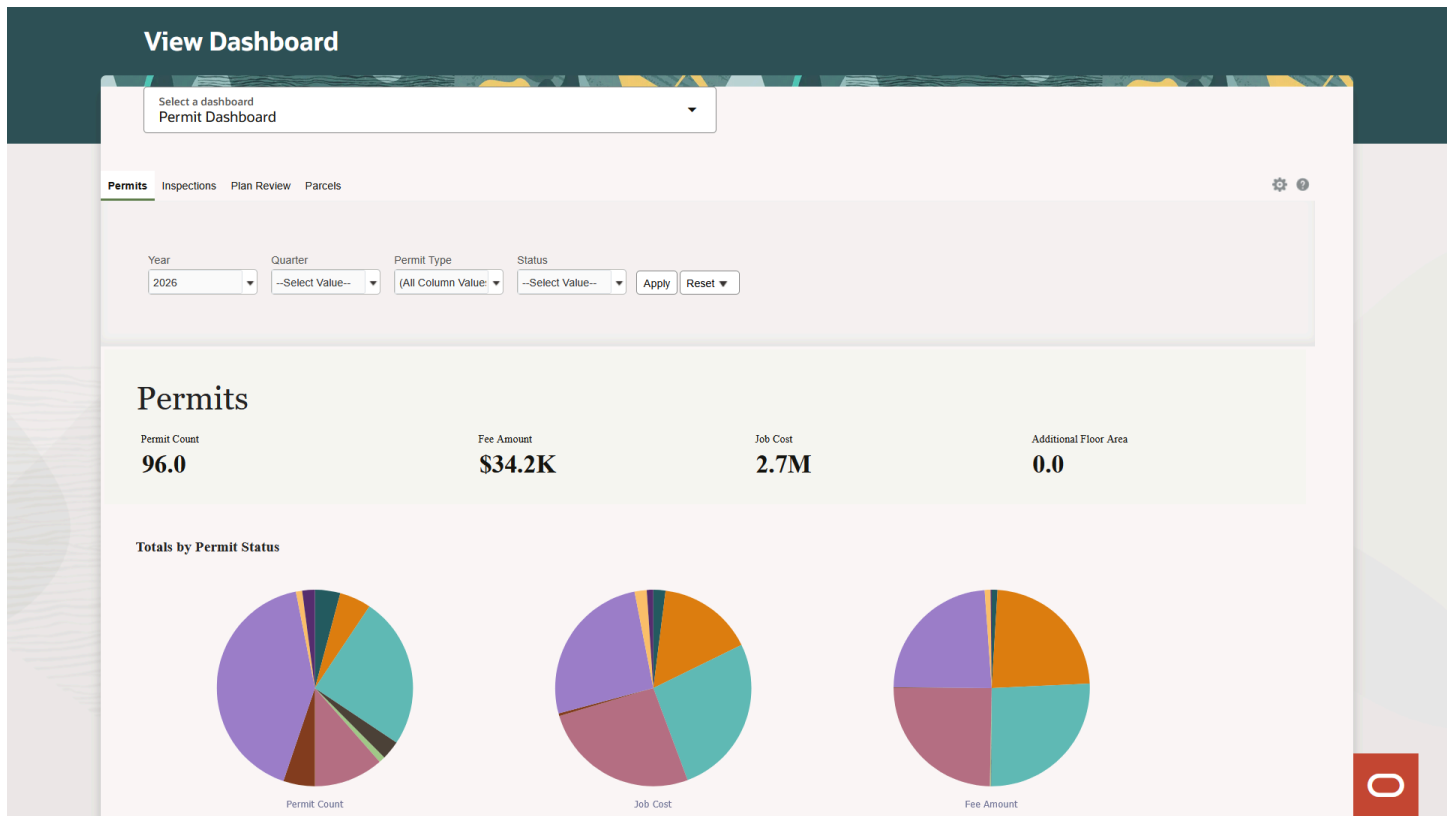 View Dashboard
Select a dashboard
Permit Dashboard
Permits Inspections Plan Review Parcels
Year Quarter Permit Type Status
2026 --Select Value-- (All Column Values --Select Value-- Apply Reset
Permits
Permit Count Fee Amount Job Cost Additional Floor Area
96.0 $34.2K 2.7M 0.0
Totals by Permit Status
Permit Count Job Cost Fee Amount